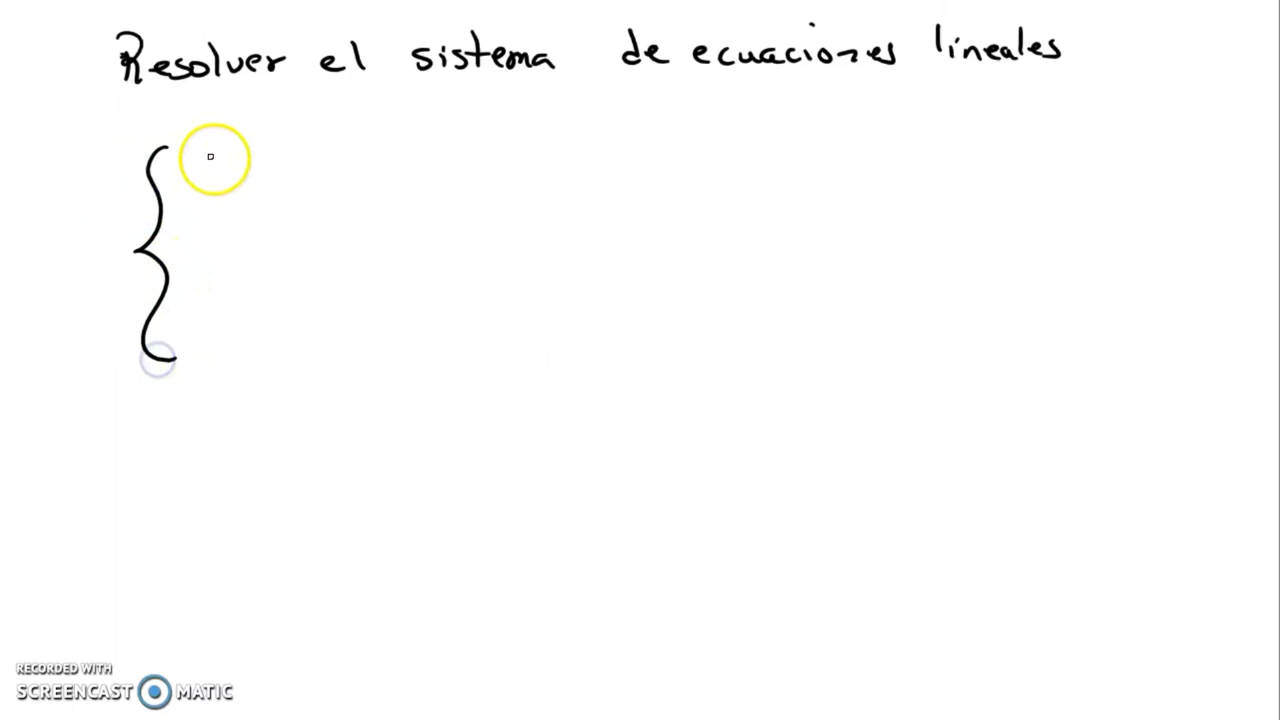 Resolver el sistema de ecuaciones lineales
RECORDED WITH
SCREENCAST MATIC